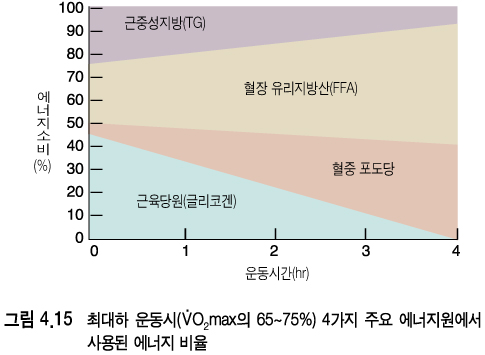 100
90
80
70
60
50
40
30
20
10
0
에너지소비
(%)
근중성지방(TG)
혈장 유리지방산(FFA)
혈중 포도당
근육당원(글리코겐)
0 1 2 3 4
운동시간(hr)
그림 4.15 최대하 운동시(V̇O₂max의 65~75%) 4가지 주요 에너지원에서
사용된 에너지 비율